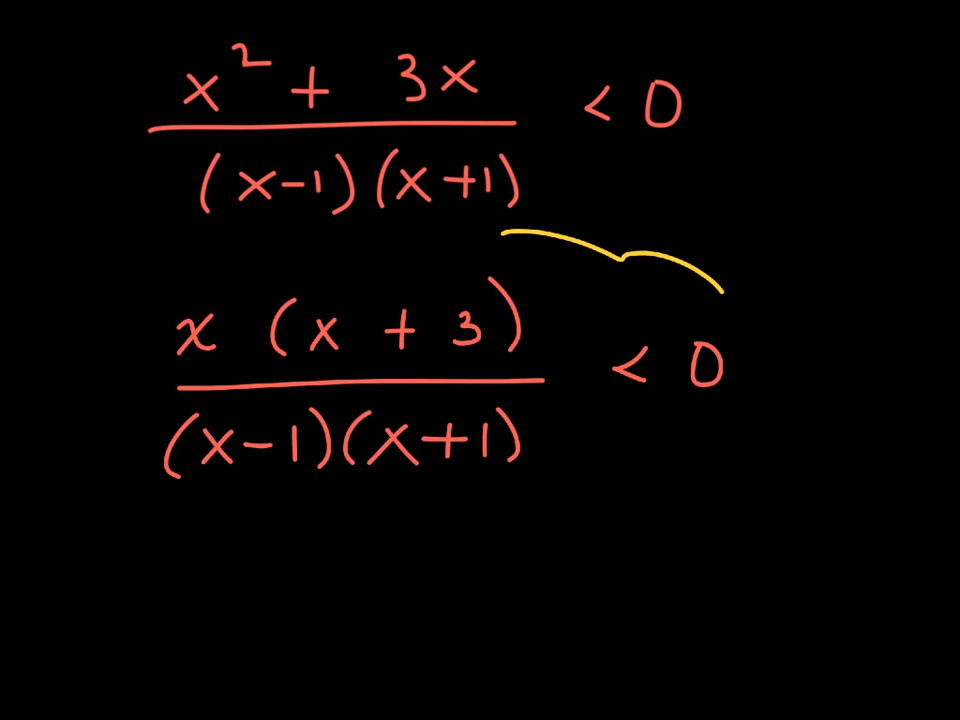 x² + 3x < 0
(x-1)(x+1)
x (x + 3) < 0
(x-1)(x+1)